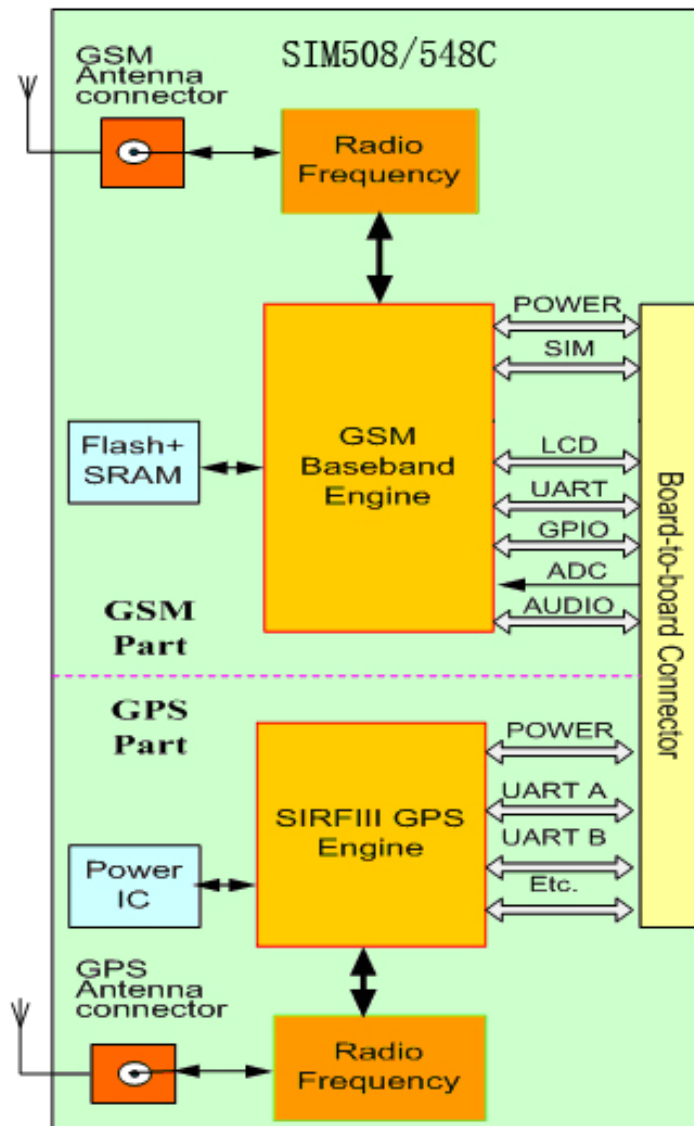 SIM508/548C
GSM
Antenna
connector
Radio
Frequency
POWER
SIM
Flash+
SRAM
GSM
Baseband
Engine
LCD
UART
GPIO
ADC
AUDIO
Board-to-board Connector
GSM
Part
GPS
Part
POWER
SIRFIII GPS
Engine
UART A
UART B
Etc.
Power
IC
GPS
Antenna
connector
Radio
Frequency